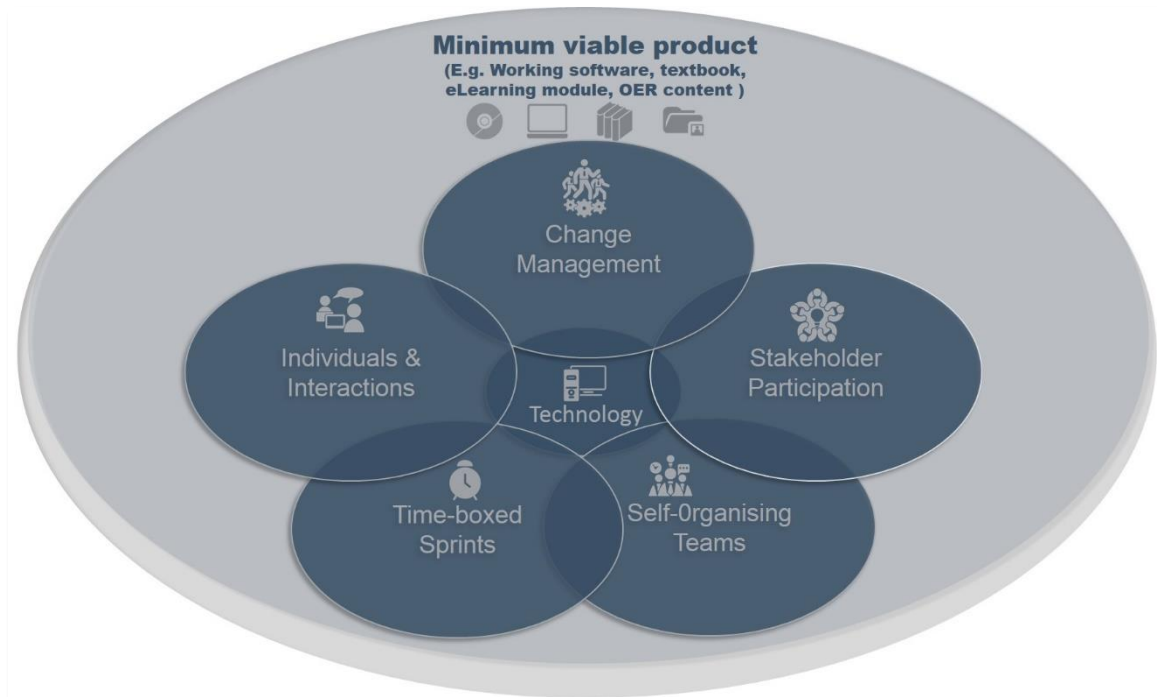 Minimum viable product
(E.g. Working software, textbook,
eLearning module, OER content )
Change
Management
Individuals &
Interactions
Stakeholder
Participation
Technology
Time-boxed
Sprints
Self-0rganising
Teams